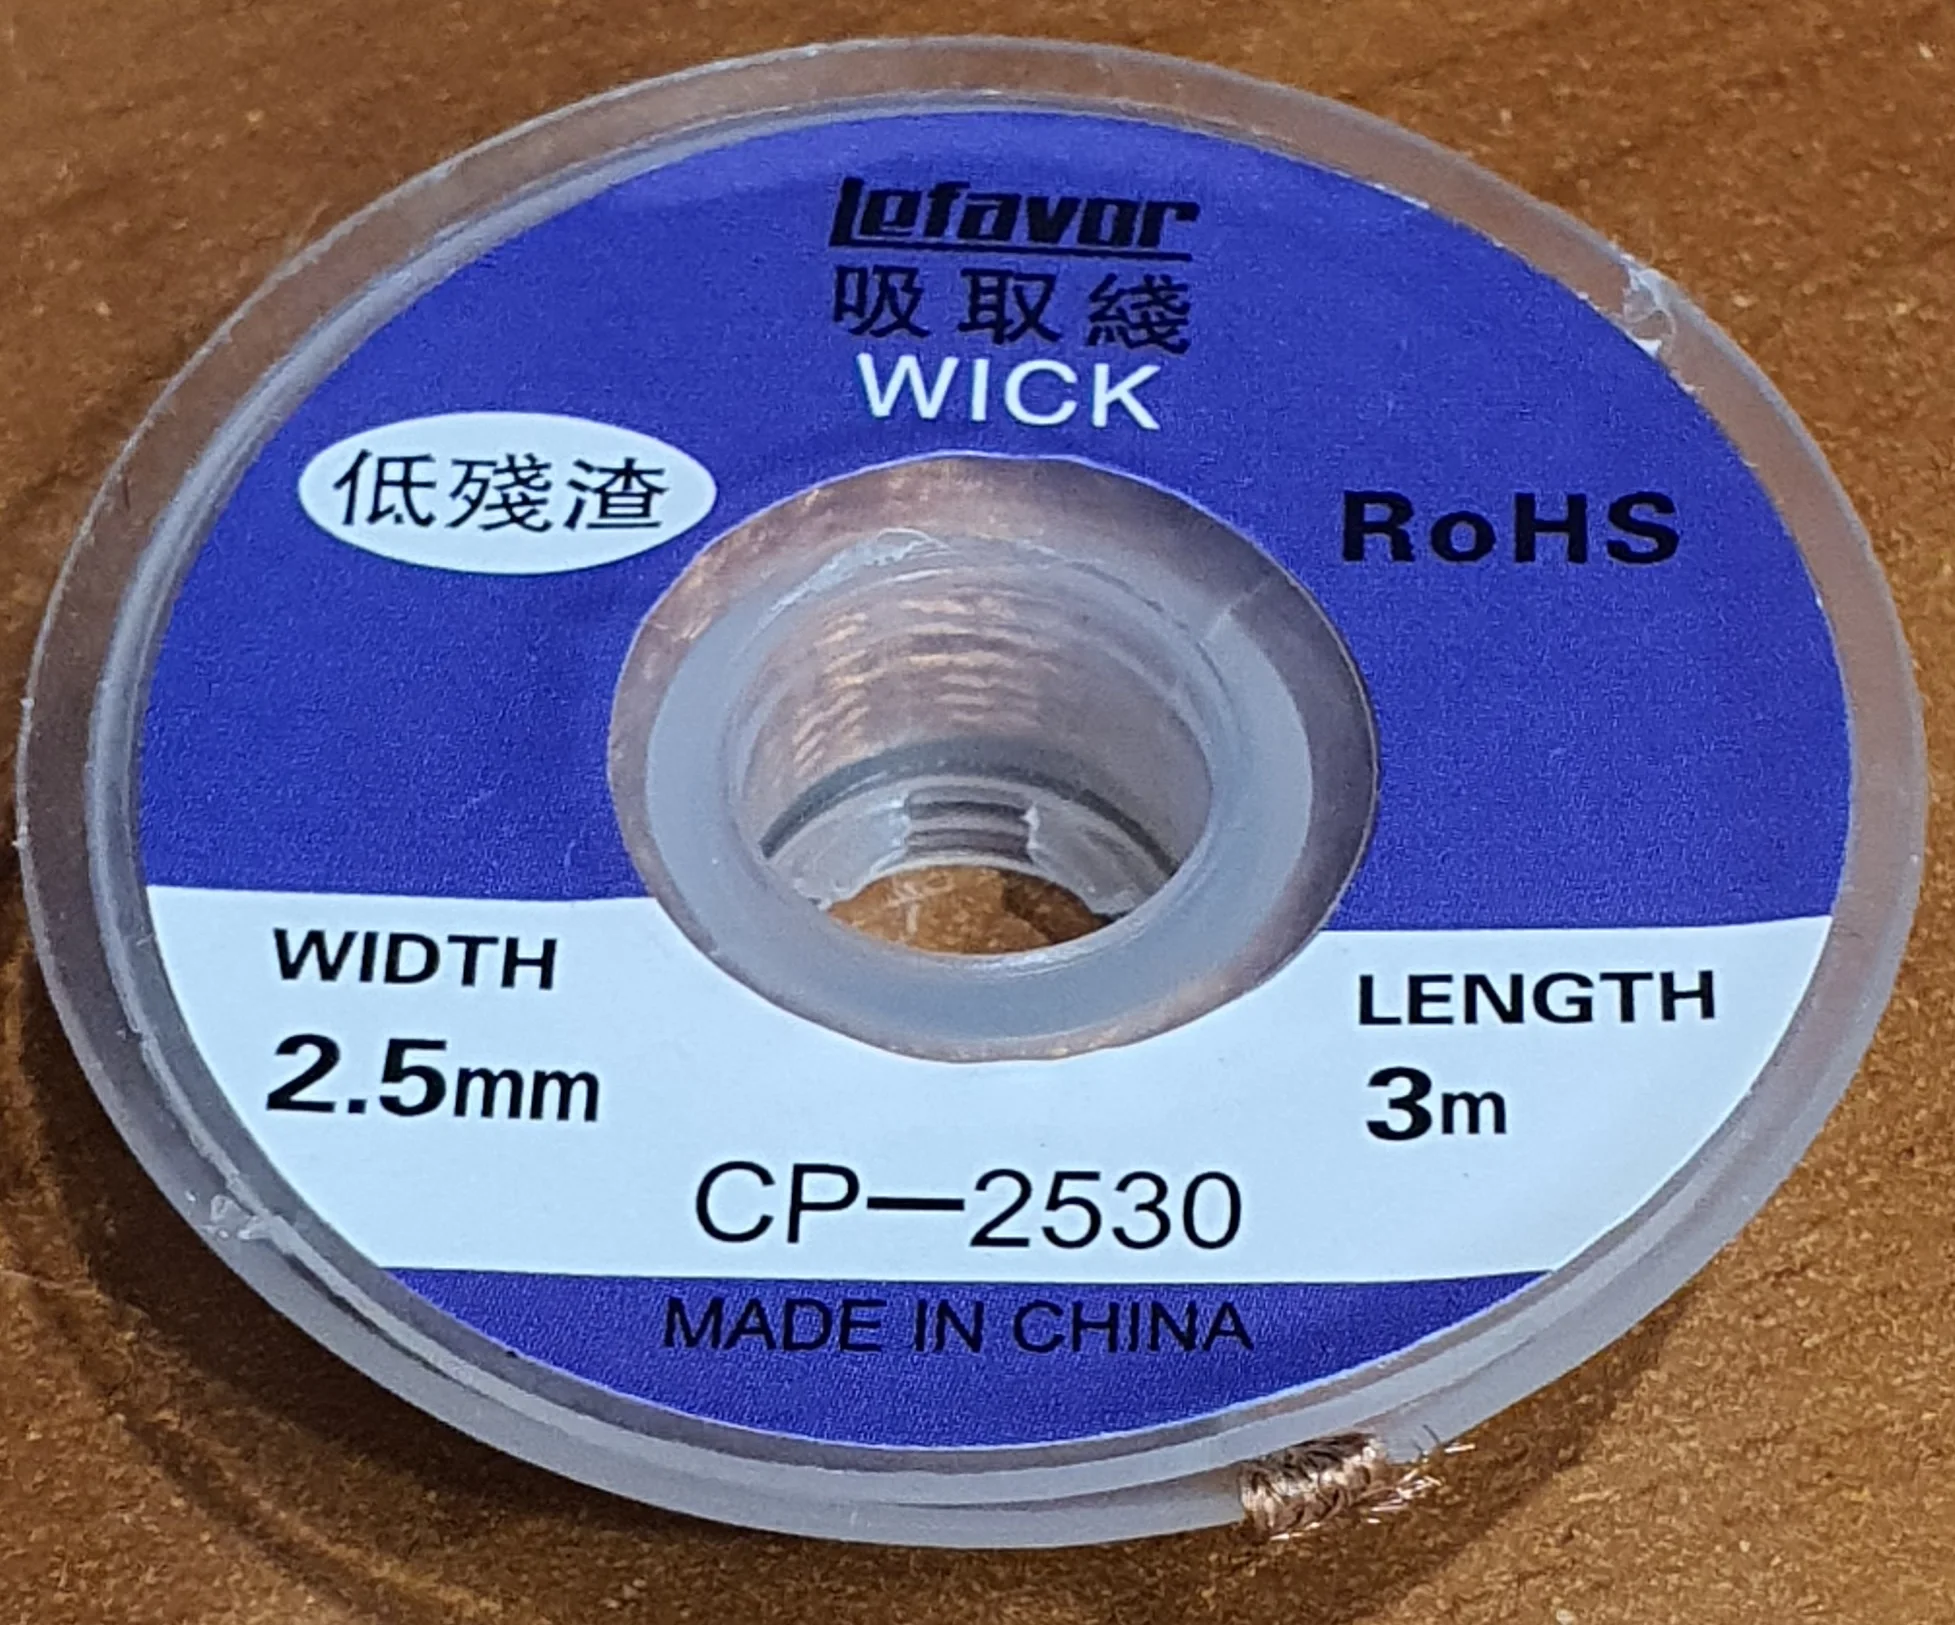 Lefavor
吸取綫
WICK
低殘渣
RoHS
WIDTH
2.5mm
LENGTH
3m
CP—2530
MADE IN CHINA